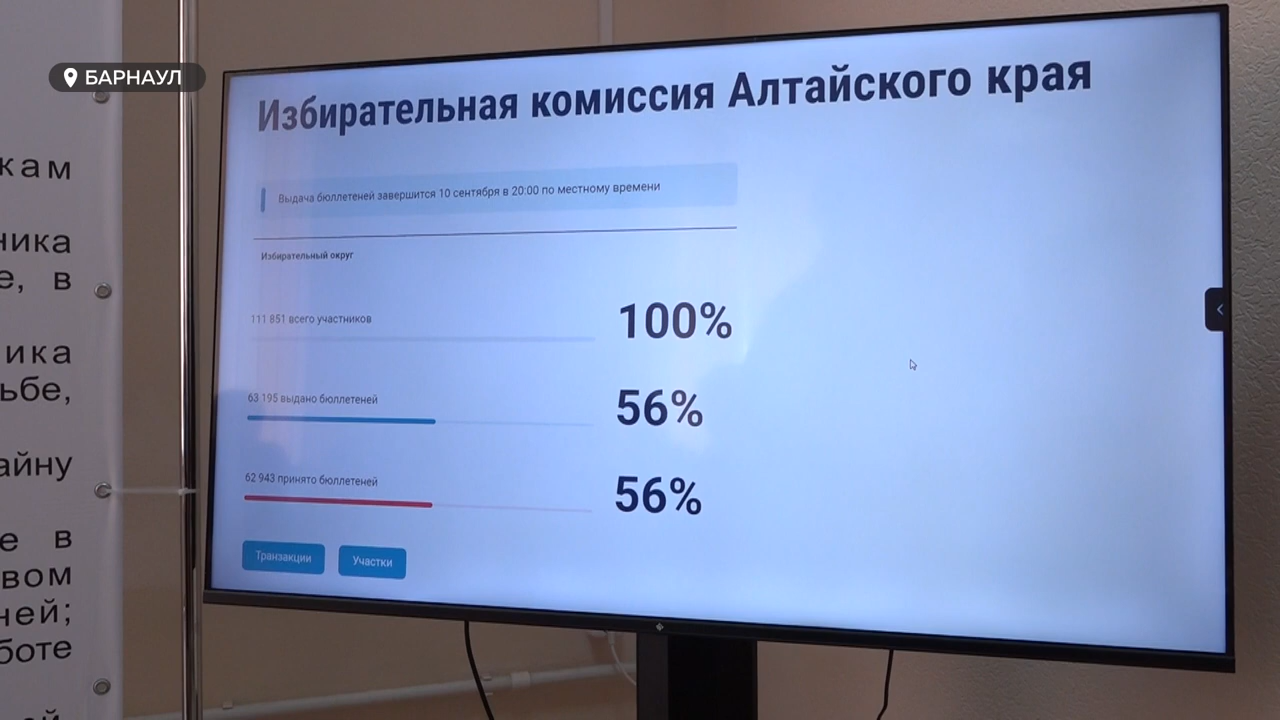 БАРНАУЛ
Избирательная комиссия Алтайского края
Выдача бюллетеней завершится 10 сентября в 20:00 по местному времени
Избирательный округ
111 851 всего участников
100%
63 195 выдано бюллетеней
56%
62 943 принято бюллетеней
56%
Транзакции
Участки
кам
ника
е, в
ика
ьбе,
айну
е в
вом
ней;
боте